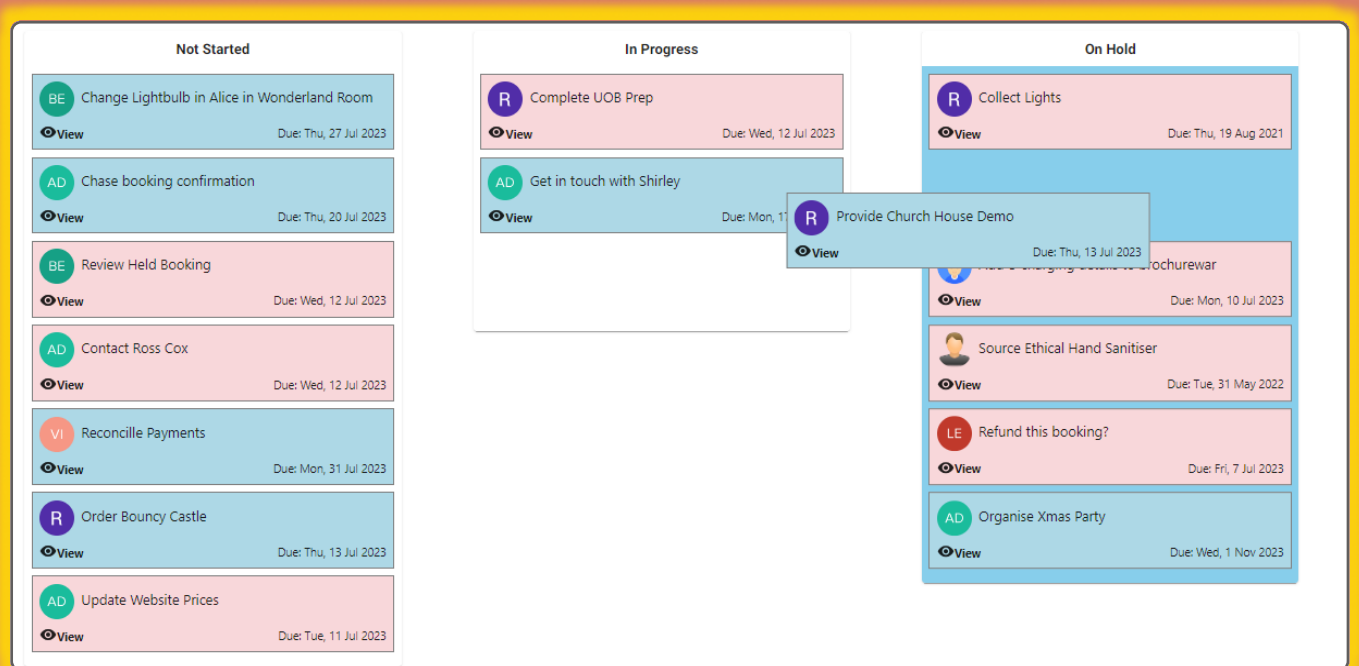 Not Started
BE Change Lightbulb in Alice in Wonderland Room
View Due: Thu, 27 Jul 2023
AD Chase booking confirmation
View Due: Thu, 20 Jul 2023
BE Review Held Booking
View Due: Wed, 12 Jul 2023
AD Contact Ross Cox
View Due: Wed, 12 Jul 2023
VI Reconcille Payments
View Due: Mon, 31 Jul 2023
R Order Bouncy Castle
View Due: Thu, 13 Jul 2023
AD Update Website Prices
View Due: Tue, 11 Jul 2023
In Progress
R Complete UOB Prep
View Due: Wed, 12 Jul 2023
AD Get in touch with Shirley
View Due: Mon,
R Provide Church House Demo
View Due: Thu, 13 Jul 2023
On Hold
R Collect Lights
View Due: Thu, 19 Aug 2021
to
View Due: Mon, 10 Jul 2023
Source Ethical Hand Sanitiser
View Due: Tue, 31 May 2022
LE Refund this booking?
View Due: Fri, 7 Jul 2023
AD Organise Xmas Party
View Due: Wed, 1 Nov 2023